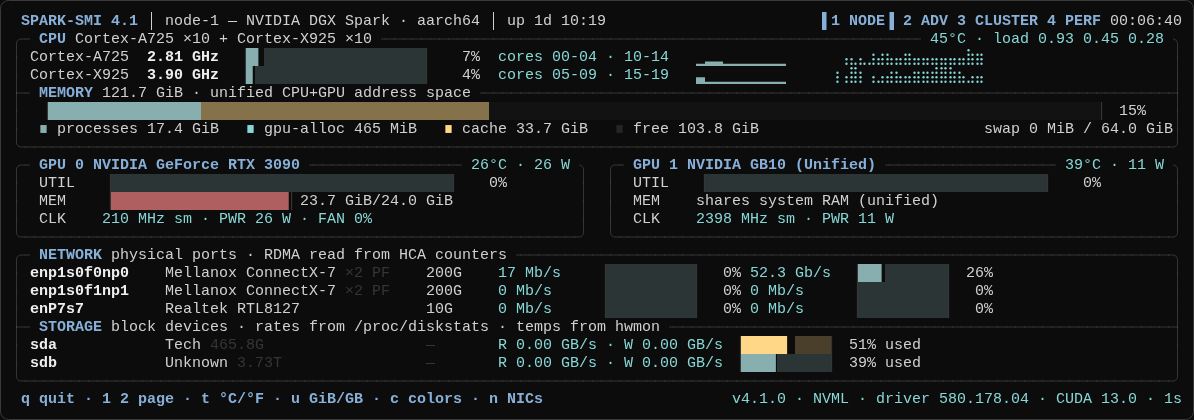 SPARK-SMI 4.1 │ node-1 — NVIDIA DGX Spark · aarch64 │ up 1d 10:19 1 NODE 2 ADV 3 CLUSTER 4 PERF 00:06:40
CPU Cortex-A725 ×10 + Cortex-X925 ×10 45°C · load 0.93 0.45 0.28
Cortex-A725 2.81 GHz 7% cores 00-04 · 10-14
Cortex-X925 3.90 GHz 4% cores 05-09 · 15-19
MEMORY 121.7 GiB · unified CPU+GPU address space
15%
processes 17.4 GiB gpu-alloc 465 MiB cache 33.7 GiB free 103.8 GiB swap 0 MiB / 64.0 GiB
GPU 0 NVIDIA GeForce RTX 3090 26°C · 26 W
UTIL 0%
MEM 23.7 GiB/24.0 GiB
CLK 210 MHz sm · PWR 26 W · FAN 0%
GPU 1 NVIDIA GB10 (Unified) 39°C · 11 W
UTIL 0%
MEM shares system RAM (unified)
CLK 2398 MHz sm · PWR 11 W
NETWORK physical ports · RDMA read from HCA counters
enp1s0f0np0 Mellanox ConnectX-7 ×2 PF 200G 17 Mb/s 0% 52.3 Gb/s 26%
enp1s0f1np1 Mellanox ConnectX-7 ×2 PF 200G 0 Mb/s 0% 0 Mb/s 0%
enP7s7 Realtek RTL8127 10G 0 Mb/s 0% 0 Mb/s 0%
STORAGE block devices · rates from /proc/diskstats · temps from hwmon
sda Tech 465.8G — R 0.00 GB/s · W 0.00 GB/s 51% used
sdb Unknown 3.73T — R 0.00 GB/s · W 0.00 GB/s 39% used
q quit · 1 2 page · t °C/°F · u GiB/GB · c colors · n NICs v4.1.0 · NVML · driver 580.178.04 · CUDA 13.0 · 1s